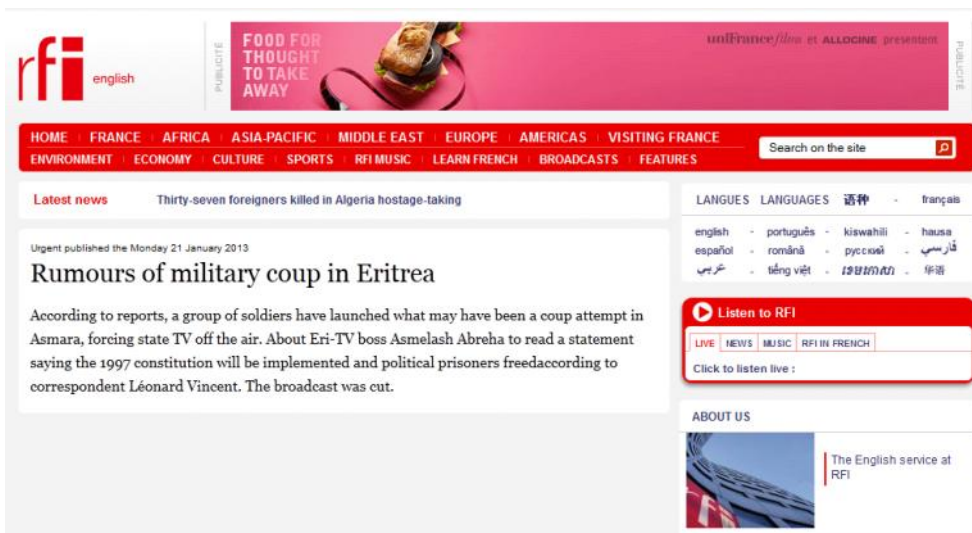 rfi english
PUBLICITÉ
FOOD FOR
THOUGHT
TO TAKE
AWAY
uniFrance films et ALLOCINE presentent
PUBLICITÉ
HOME FRANCE AFRICA ASIA-PACIFIC MIDDLE EAST EUROPE AMERICAS VISITING FRANCE
ENVIRONMENT ECONOMY CULTURE SPORTS RFI MUSIC LEARN FRENCH BROADCASTS FEATURES
Search on the site
Latest news Thirty-seven foreigners killed in Algeria hostage-taking
Urgent published the Monday 21 January 2013
Rumours of military coup in Eritrea
According to reports, a group of soldiers have launched what may have been a coup attempt in
Asmara, forcing state TV off the air. About Eri-TV boss Asmelash Abreha to read a statement
saying the 1997 constitution will be implemented and political prisoners freedaccording to
correspondent Léonard Vincent. The broadcast was cut.
LANGUES LANGUAGES 语种 - français
english - português - kiswahili - hausa
español - română - русский - فارسی
عربي - tiếng việt - - 华语
Listen to RFI
LIVE NEWS MUSIC RFI IN FRENCH
Click to listen live :
ABOUT US
The English service at
RFI
rfi